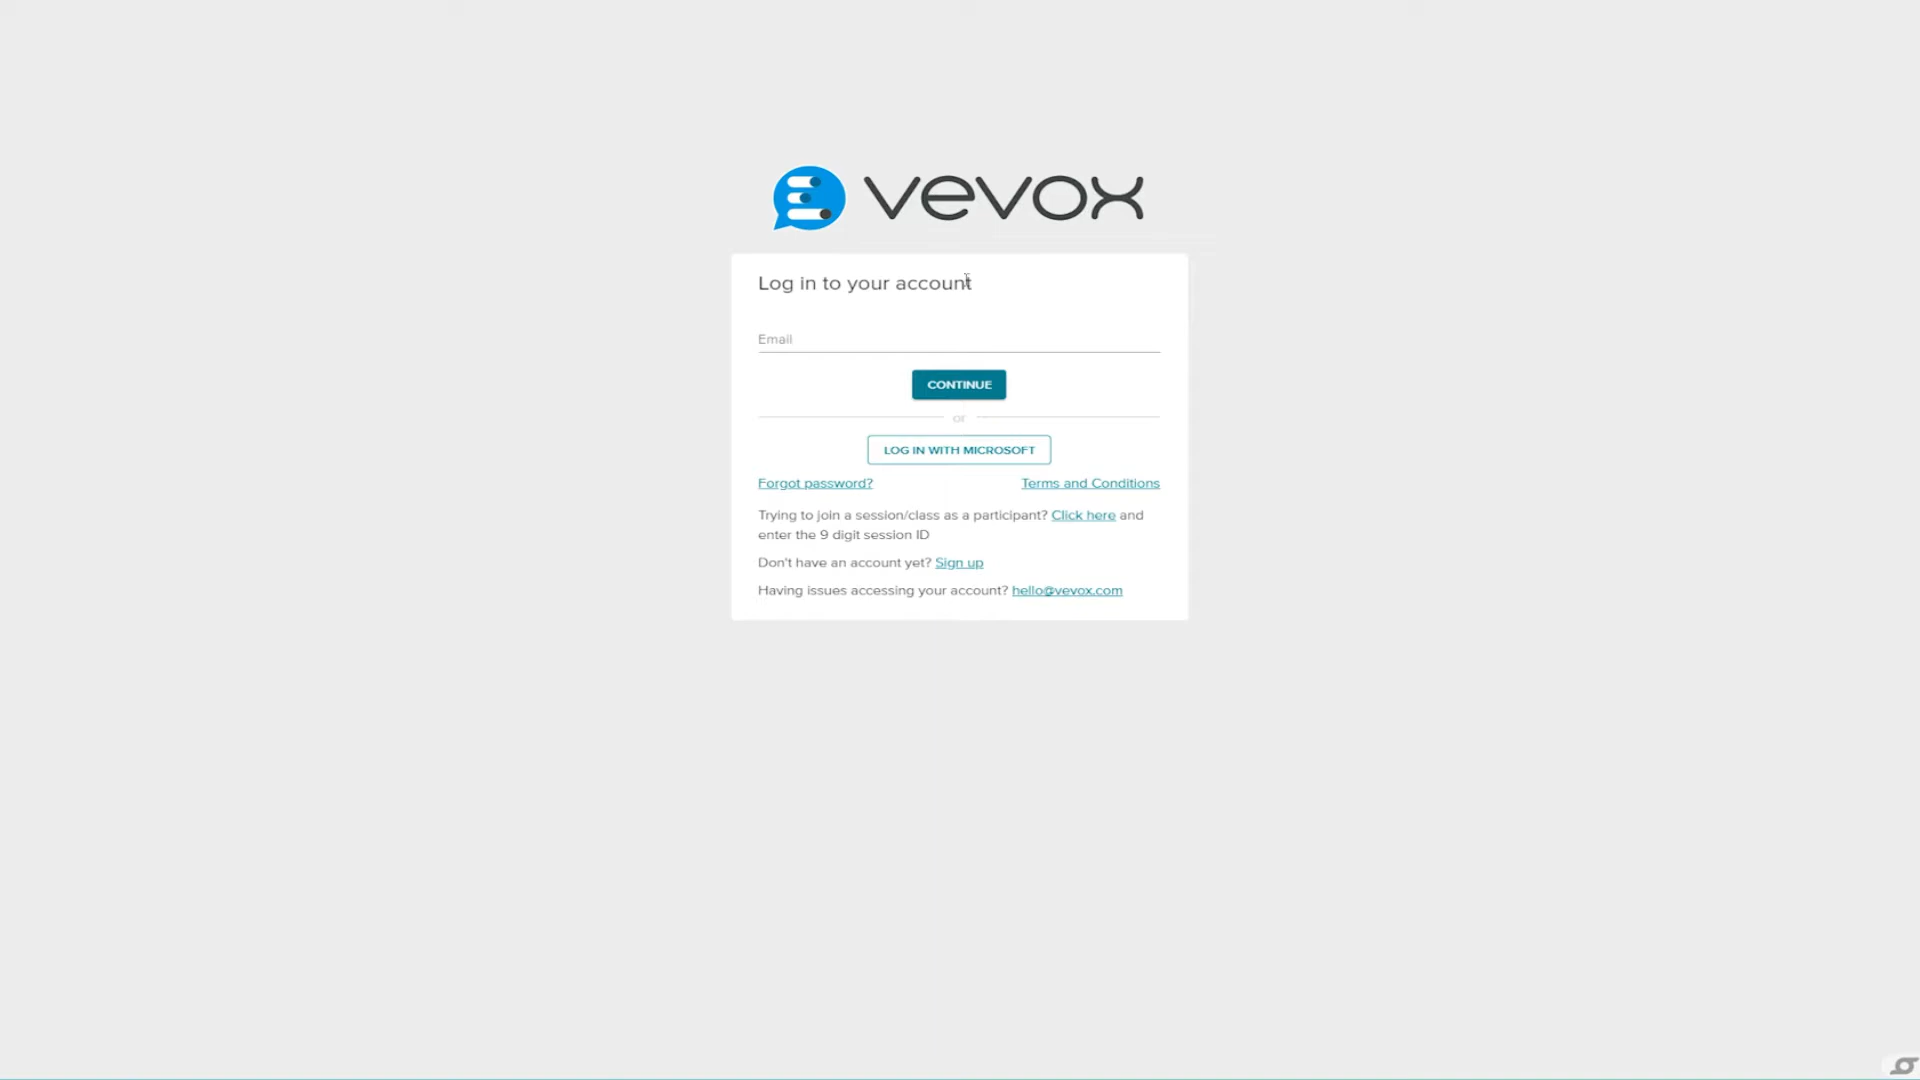 vevox
Log in to your account
Email
CONTINUE
or
LOG IN WITH MICROSOFT
Forgot password?
Terms and Conditions
Trying to join a session/class as a participant? Click here and
enter the 9 digit session ID
Don't have an account yet? Sign up
Having issues accessing your account? hello@vevox.com